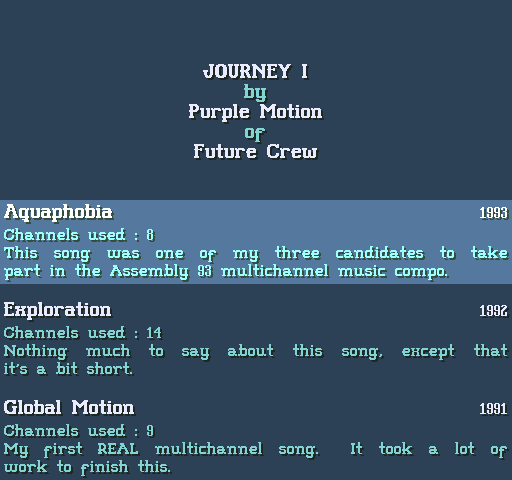 JOURNEY I
by
Purple Motion
of
Future Crew
Aquaphobia 1993
Channels used : 8
This song was one of my three candidates to take
part in the Assembly 93 multichannel music compo.
Exploration 1992
Channels used : 14
Nothing much to say about this song, except that
it's a bit short.
Global Motion 1991
Channels used : 9
My first REAL multichannel song. It took a lot of
work to finish this.